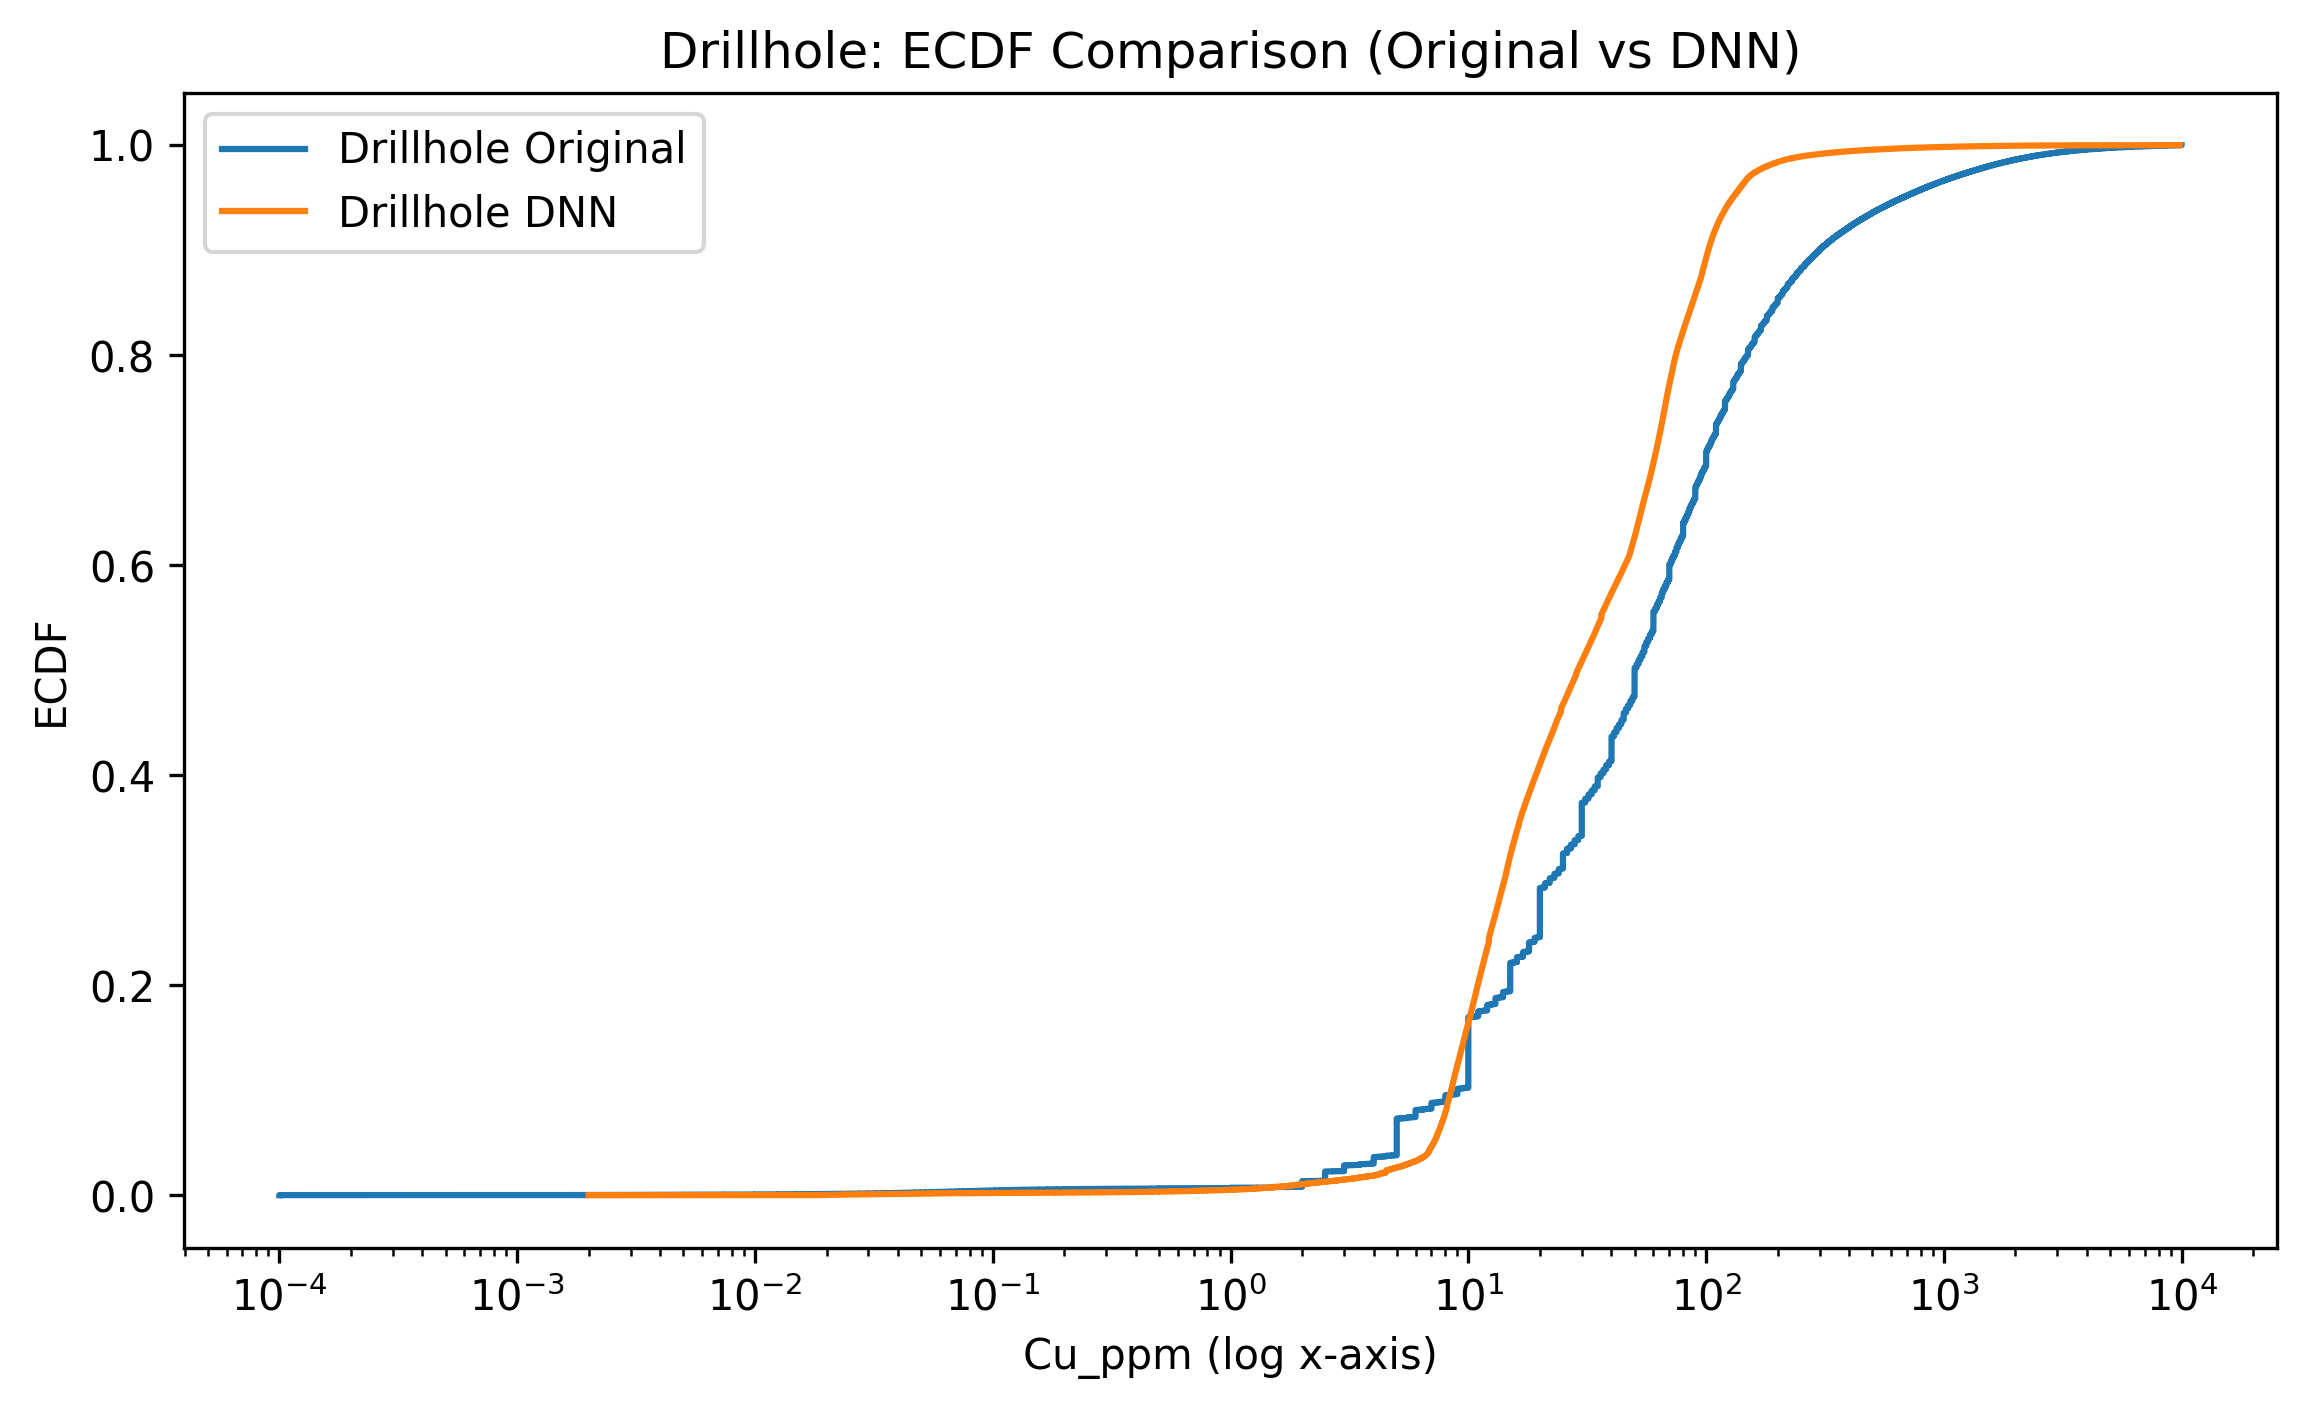 Drillhole: ECDF Comparison (Original vs DNN)
Drillhole Original
Drillhole DNN
ECDF
1.0
0.8
0.6
0.4
0.2
0.0
10⁻⁴ 10⁻³ 10⁻² 10⁻¹ 10⁰ 10¹ 10² 10³ 10⁴
Cu_ppm (log x-axis)